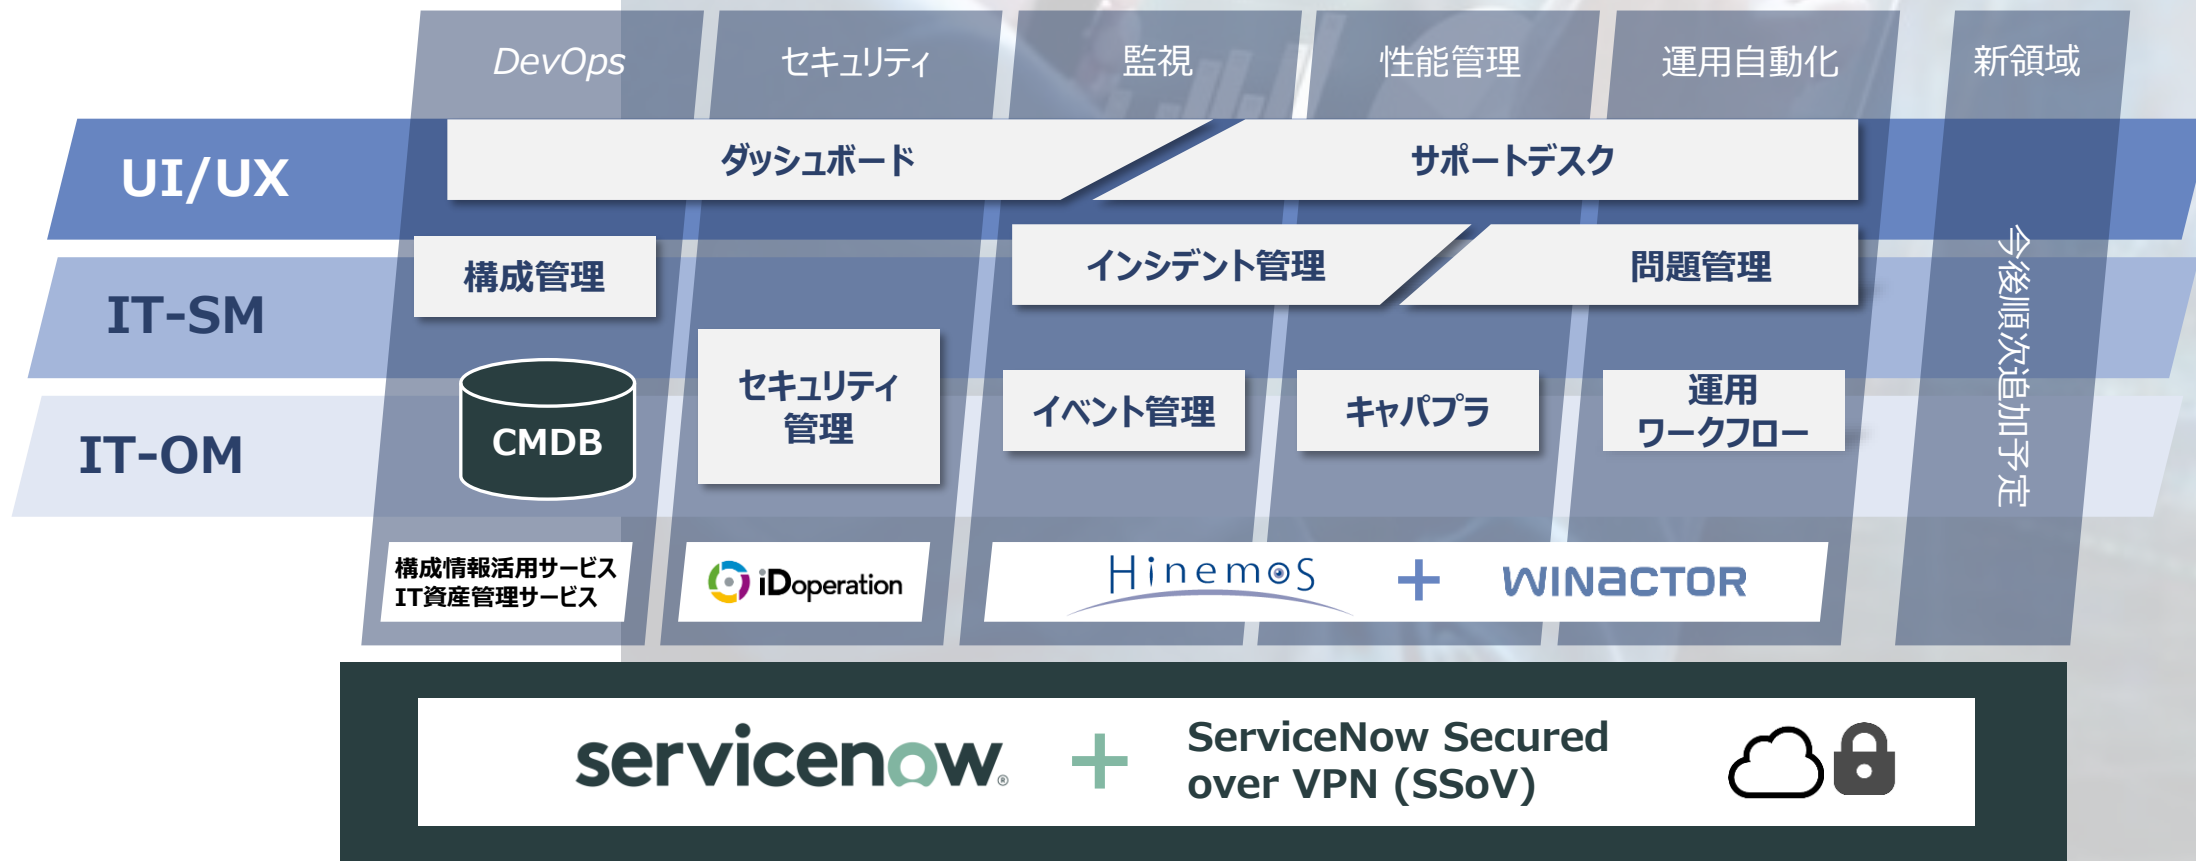 DevOps
セキュリティ
監視
性能管理
運用自動化
新領域
UI/UX
ダッシュボード
サポートデスク
IT-SM
構成管理
インシデント管理
問題管理
IT-OM
CMDB
セキュリティ
管理
イベント管理
キャパプラ
運用
ワークフロー
今後順次追加予定
構成情報活用サービス
IT資産管理サービス
iDoperation
Hinemos
+
WINACTOR
servicenow®
+
ServiceNow Secured
over VPN (SSoV)